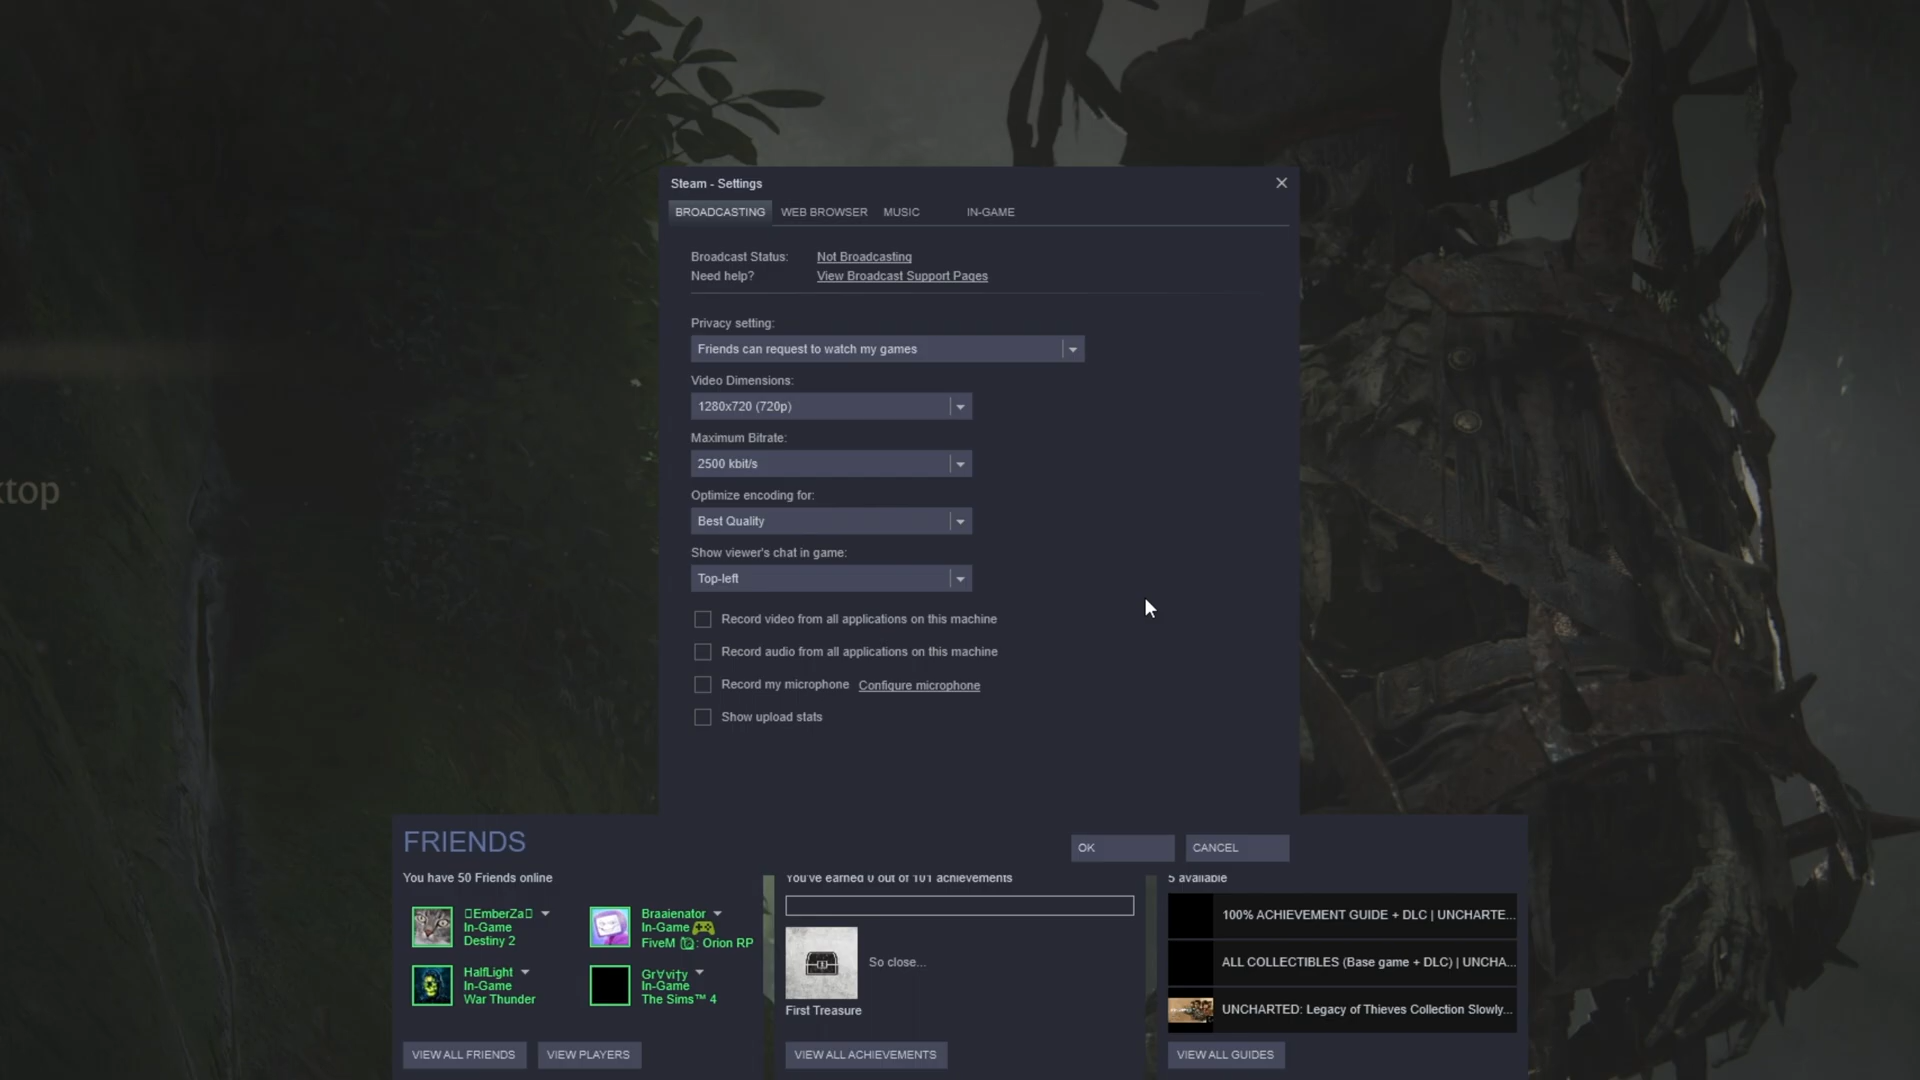 Steam - Settings
BROADCASTING WEB BROWSER MUSIC IN-GAME
Broadcast Status: Not Broadcasting
Need help? View Broadcast Support Pages
Privacy setting:
Friends can request to watch my games
Video Dimensions:
1280x720 (720p)
Maximum Bitrate:
2500 kbit/s
ktop
Optimize encoding for:
Best Quality
Show viewer's chat in game:
Top-left
Record video from all applications on this machine
Record audio from all applications on this machine
Record my microphone Configure microphone
Show upload stats
OK CANCEL
FRIENDS
You have 50 Friends online
EmberZa
In-Game
Destiny 2
Braaienator
In-Game
FiveM : Orion RP
HalfLight
In-Game
War Thunder
Gr∀vi†y
In-Game
The Sims™ 4
VIEW ALL FRIENDS VIEW PLAYERS
You've earned 0 out of 101 achievements
So close...
First Treasure
VIEW ALL ACHIEVEMENTS
5 available
100% ACHIEVEMENT GUIDE + DLC | UNCHARTE...
ALL COLLECTIBLES (Base game + DLC) | UNCHA...
UNCHARTED: Legacy of Thieves Collection Slowly...
VIEW ALL GUIDES